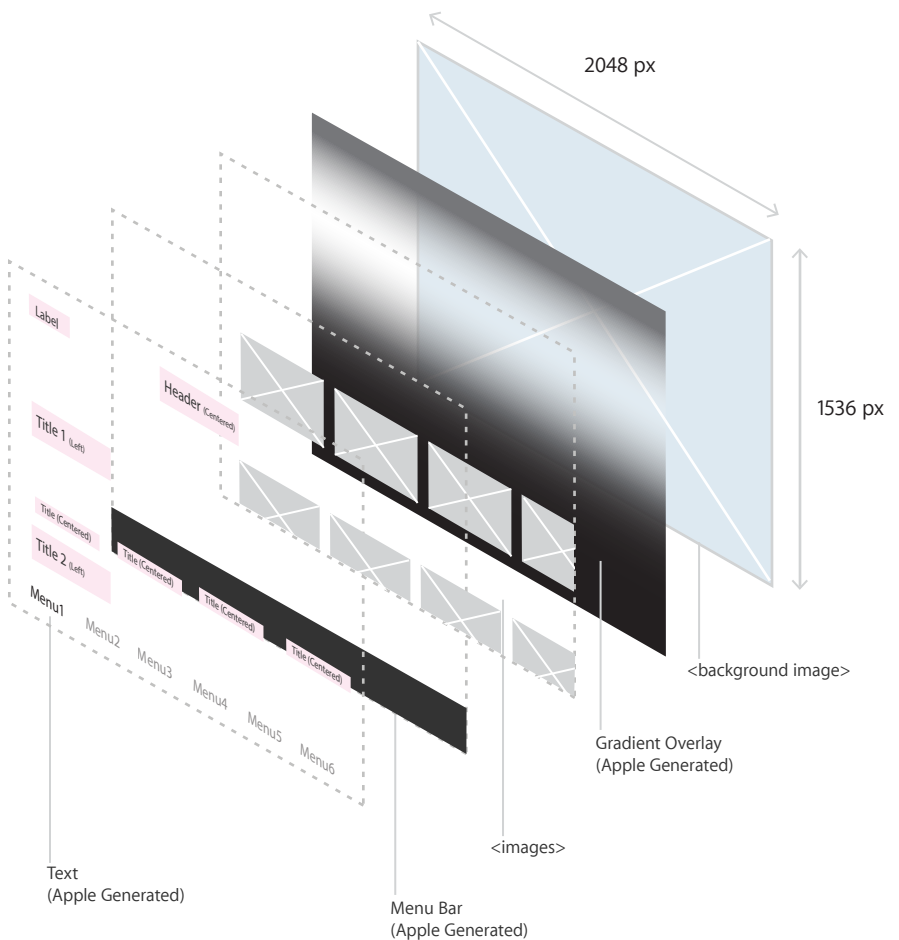 2048 px
1536 px
Label
Header (Centered)
Title 1 (Left)
Title (Centered)
Title 2 (Left)
Title (Centered)
Title (Centered)
Title (Centered)
Menu1
Menu2
Menu3
Menu4
Menu5
Menu6
<background image>
Gradient Overlay
(Apple Generated)
<images>
Text
(Apple Generated)
Menu Bar
(Apple Generated)